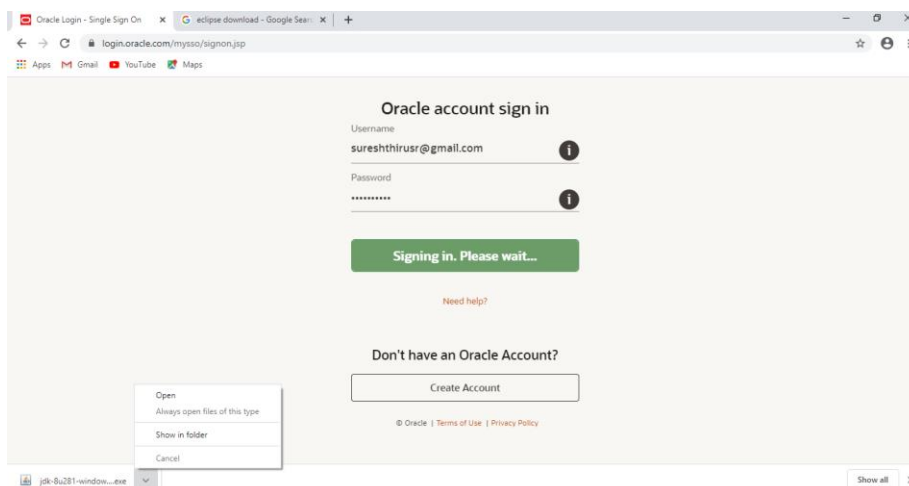 Oracle Login - Single Sign On
eclipse download - Google Sear
login.oracle.com/mysso/signon.jsp
Apps Gmail YouTube Maps
Oracle account sign in
Username
sureshthirusr@gmail.com
Password
••••••••••
Signing in. Please wait...
Need help?
Don't have an Oracle Account?
Create Account
© Oracle | Terms of Use | Privacy Policy
Open
Always open files of this type
Show in folder
Cancel
jdk-8u281-window....exe
Show all